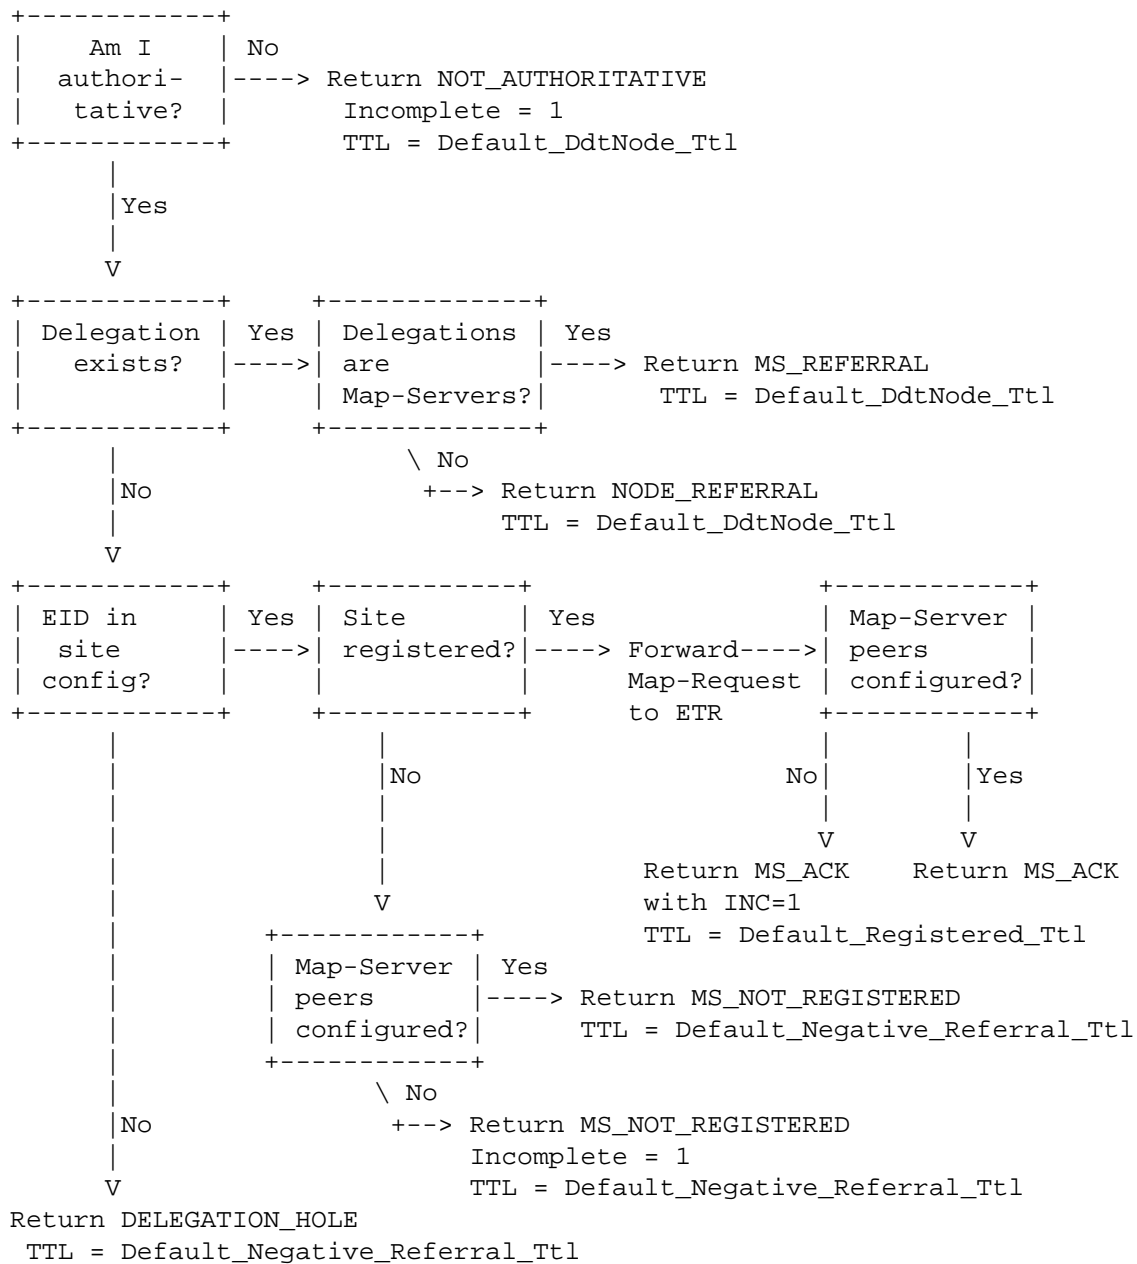 +------------+
|     Am I    | No
|   authori-  |----> Return NOT_AUTHORITATIVE
|    tative?  |       Incomplete = 1
+------------+       TTL = Default_DdtNode_Ttl
      |
      |Yes
      |
      V
+------------+     +-------------+
| Delegation | Yes | Delegations | Yes
|   exists?  |---->| are         |----> Return MS_REFERRAL
|            |     | Map-Servers?|       TTL = Default_DdtNode_Ttl
+------------+     +-------------+
      |                  \ No
      |No                 +--> Return NODE_REFERRAL
      |                        TTL = Default_DdtNode_Ttl
      V
+------------+     +------------+                  +------------+
| EID in     | Yes | Site       | Yes              | Map-Server |
|  site      |---->| registered?|----> Forward---->| peers      |
| config?    |     |            |      Map-Request | configured?|
+------------+     +------------+      to ETR      +------------+
      |                |                           |        |
      |                |No                       No|        |Yes
      |                |                           |        |
      |                |                           V        V
      |                |                Return MS_ACK    Return MS_ACK
      |                V                with INC=1
      |         +------------+          TTL = Default_Registered_Ttl
      |         | Map-Server | Yes
      |         | peers      |----> Return MS_NOT_REGISTERED
      |         | configured?|      TTL = Default_Negative_Referral_Ttl
      |         +------------+
      |                \ No
      |No               +--> Return MS_NOT_REGISTERED
      |                      Incomplete = 1
      V                      TTL = Default_Negative_Referral_Ttl
Return DELEGATION_HOLE
 TTL = Default_Negative_Referral_Ttl